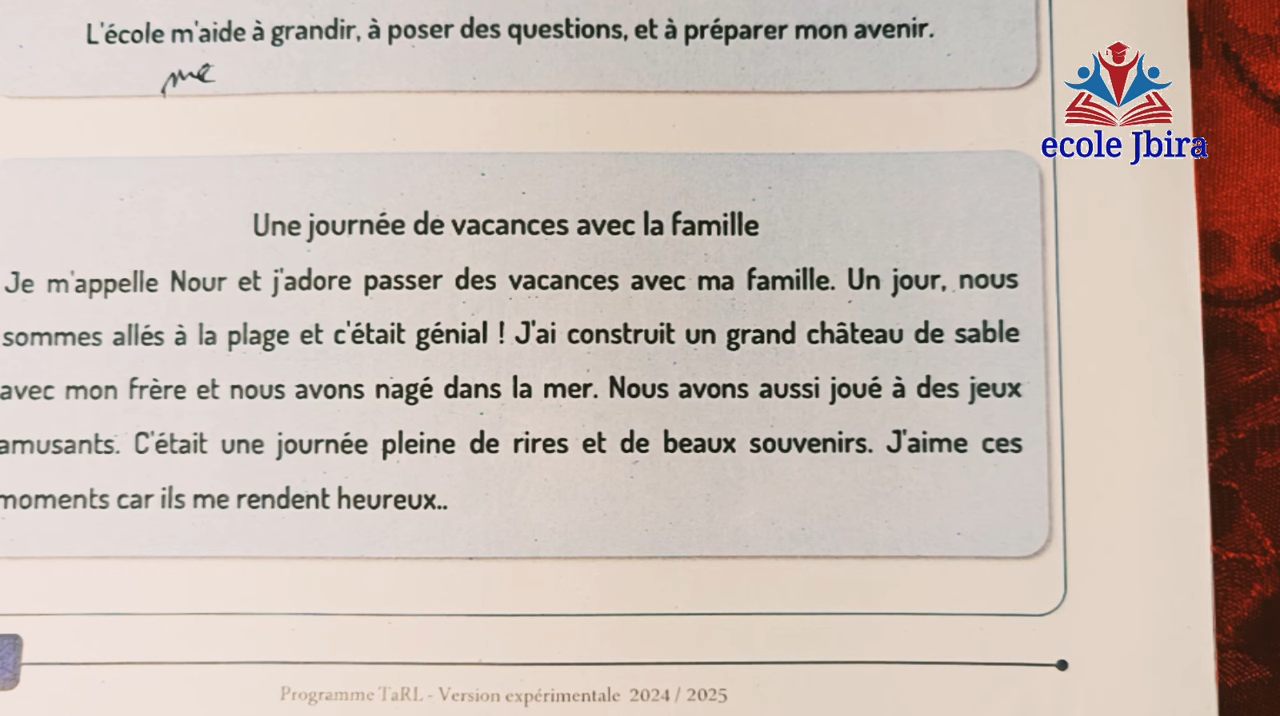 L'école m'aide à grandir, à poser des questions, et à préparer mon avenir.
me
ecole Jbira
Une journée de vacances avec la famille
Je m'appelle Nour et j'adore passer des vacances avec ma famille. Un jour, nous
sommes allés à la plage et c'était génial ! J'ai construit un grand château de sable
avec mon frère et nous avons nagé dans la mer. Nous avons aussi joué à des jeux
amusants. C'était une journée pleine de rires et de beaux souvenirs. J'aime ces
moments car ils me rendent heureux..
Programme TaRL - Version expérimentale 2024 / 2025